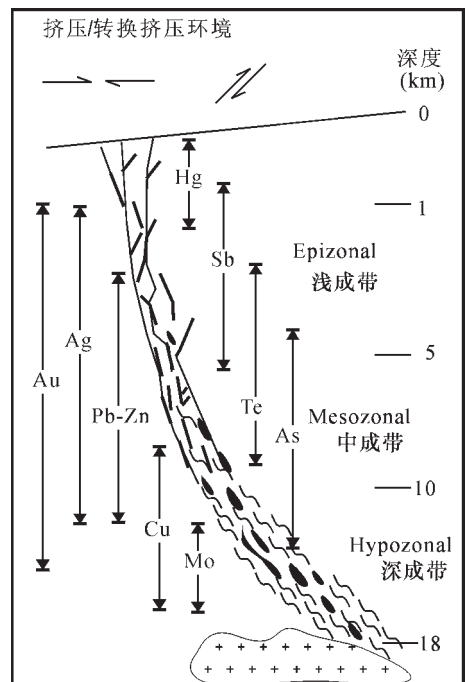 挤压/转换挤压环境
深度
(km)
0
Hg
1
Sb
Epizonal
浅成带
Ag
5
Au
Pb-Zn
Te
As
Mesozonal
中成带
10
Cu
Mo
Hypozonal
深成带
18